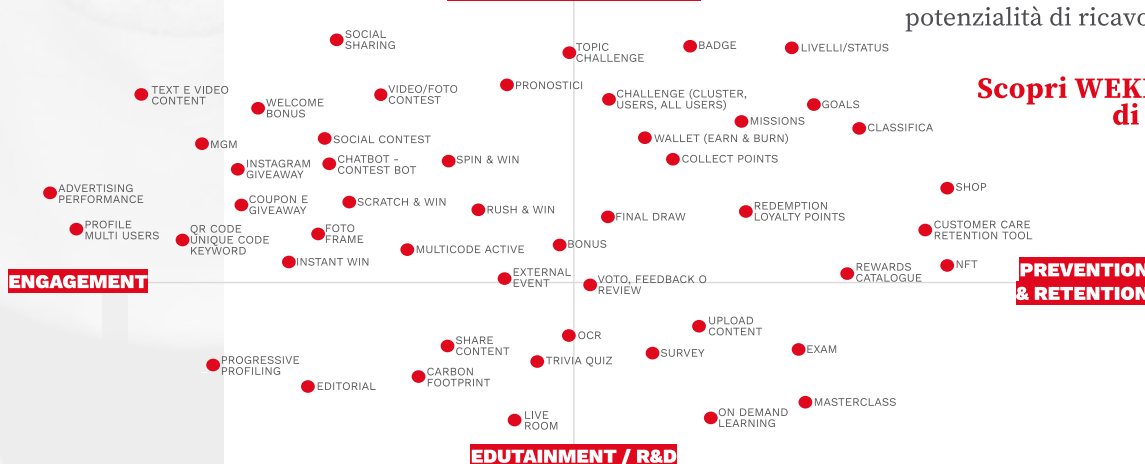 potenzialità di
Scopri
di
SOCIAL
SHARING
TOPIC
CHALLENGE
BADGE
LIVELLI/STATUS
TEXT E VIDEO
CONTENT
WELCOME
BONUS
VIDEO/FOTO
CONTEST
PRONOSTICI
CHALLENGE (CLUSTER,
USERS, ALL USERS)
GOALS
MISSIONS
CLASSIFICA
MGM
SOCIAL CONTEST
WALLET (EARN & BURN)
INSTAGRAM
GIVEAWAY
CHATBOT -
CONTEST BOT
SPIN & WIN
COLLECT POINTS
ADVERTISING
PERFORMANCE
COUPON E
GIVEAWAY
SCRATCH & WIN
RUSH & WIN
FINAL DRAW
REDEMPTION
LOYALTY POINTS
SHOP
PROFILE
MULTI USERS
QR CODE
UNIQUE CODE
KEYWORD
FOTO
FRAME
MULTICODE ACTIVE
BONUS
CUSTOMER CARE
RETENTION TOOL
INSTANT WIN
EXTERNAL
EVENT
VOTO, FEEDBACK O
REVIEW
REWARDS
CATALOGUE
NFT
ENGAGEMENT
PREVENTION
& RETENTION
UPLOAD
CONTENT
OCR
SHARE
CONTENT
TRIVIA QUIZ
SURVEY
EXAM
PROGRESSIVE
PROFILING
EDITORIAL
CARBON
FOOTPRINT
MASTERCLASS
LIVE
ROOM
ON DEMAND
LEARNING
EDUTAINMENT / R&D